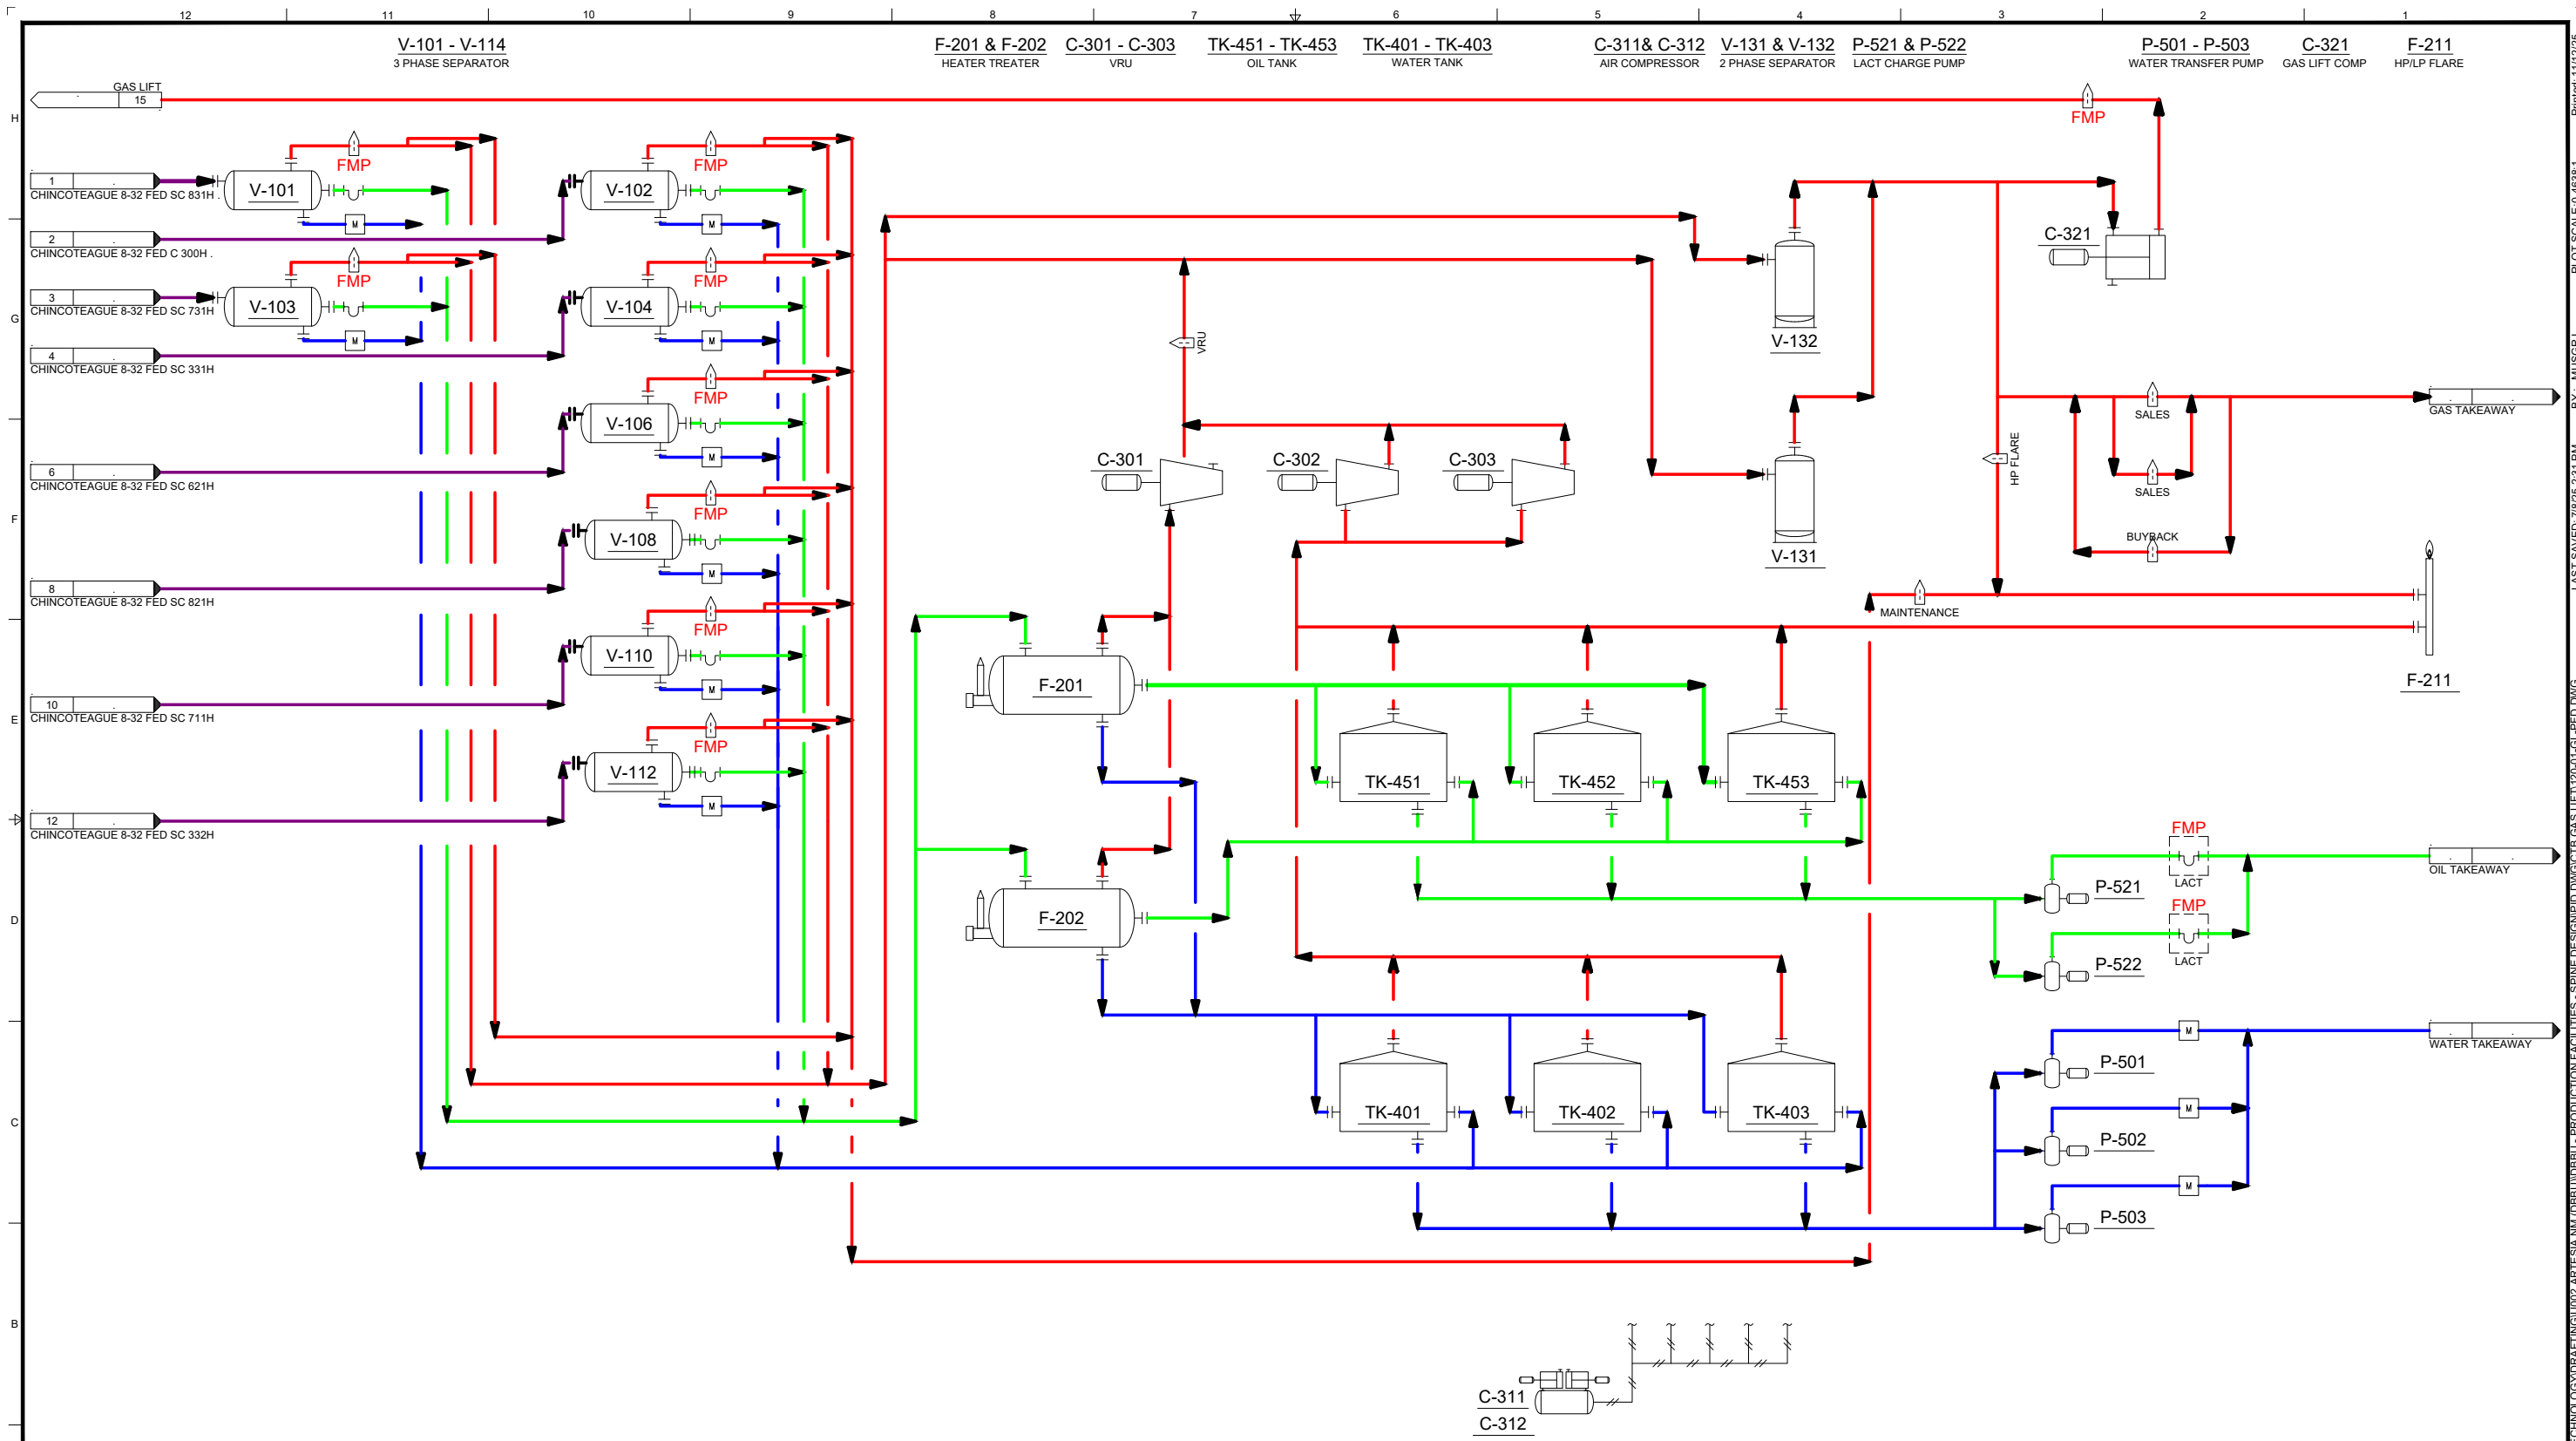 12 11 10 9 8 7 6 5 4 3 2 1
V-101 - V-114
3 PHASE SEPARATOR
F-201 & F-202
HEATER TREATER
C-301 - C-303
VRU
TK-451 - TK-453
OIL TANK
TK-401 - TK-403
WATER TANK
C-311& C-312
AIR COMPRESSOR
V-131 & V-132
2 PHASE SEPARATOR
P-521 & P-522
LACT CHARGE PUMP
P-501 - P-503
WATER TRANSFER PUMP
C-321
GAS LIFT COMP
F-211
HP/LP FLARE
GAS LIFT
15
FMP
H
FMP
FMP
1
V-101
V-102
CHINCOTEAGUE 8-32 FED SC 831H .
M
M
2
C-321
CHINCOTEAGUE 8-32 FED C 300H .
FMP
FMP
3
V-103
V-104
CHINCOTEAGUE 8-32 FED SC 731H
G
M
M
VRU
V-132
4
CHINCOTEAGUE 8-32 FED SC 331H
FMP
GAS TAKEAWAY
SALES
V-106
HP FLARE
M
C-301
C-302
C-303
6
CHINCOTEAGUE 8-32 FED SC 621H
SALES
FMP
F
V-108
BUYBACK
V-131
M
8
CHINCOTEAGUE 8-32 FED SC 821H
MAINTENANCE
FMP
V-110
F-201
F-211
M
10
CHINCOTEAGUE 8-32 FED SC 711H
E
FMP
V-112
TK-451
TK-452
TK-453
M
12
CHINCOTEAGUE 8-32 FED SC 332H
FMP
OIL TAKEAWAY
LACT
P-521
FMP
D
F-202
LACT
P-522
M
WATER TAKEAWAY
P-501
TK-401
TK-402
TK-403
M
C
P-502
M
P-503
B
C-311
C-312
LAST SAVED: 7/8/25 2:21 PM